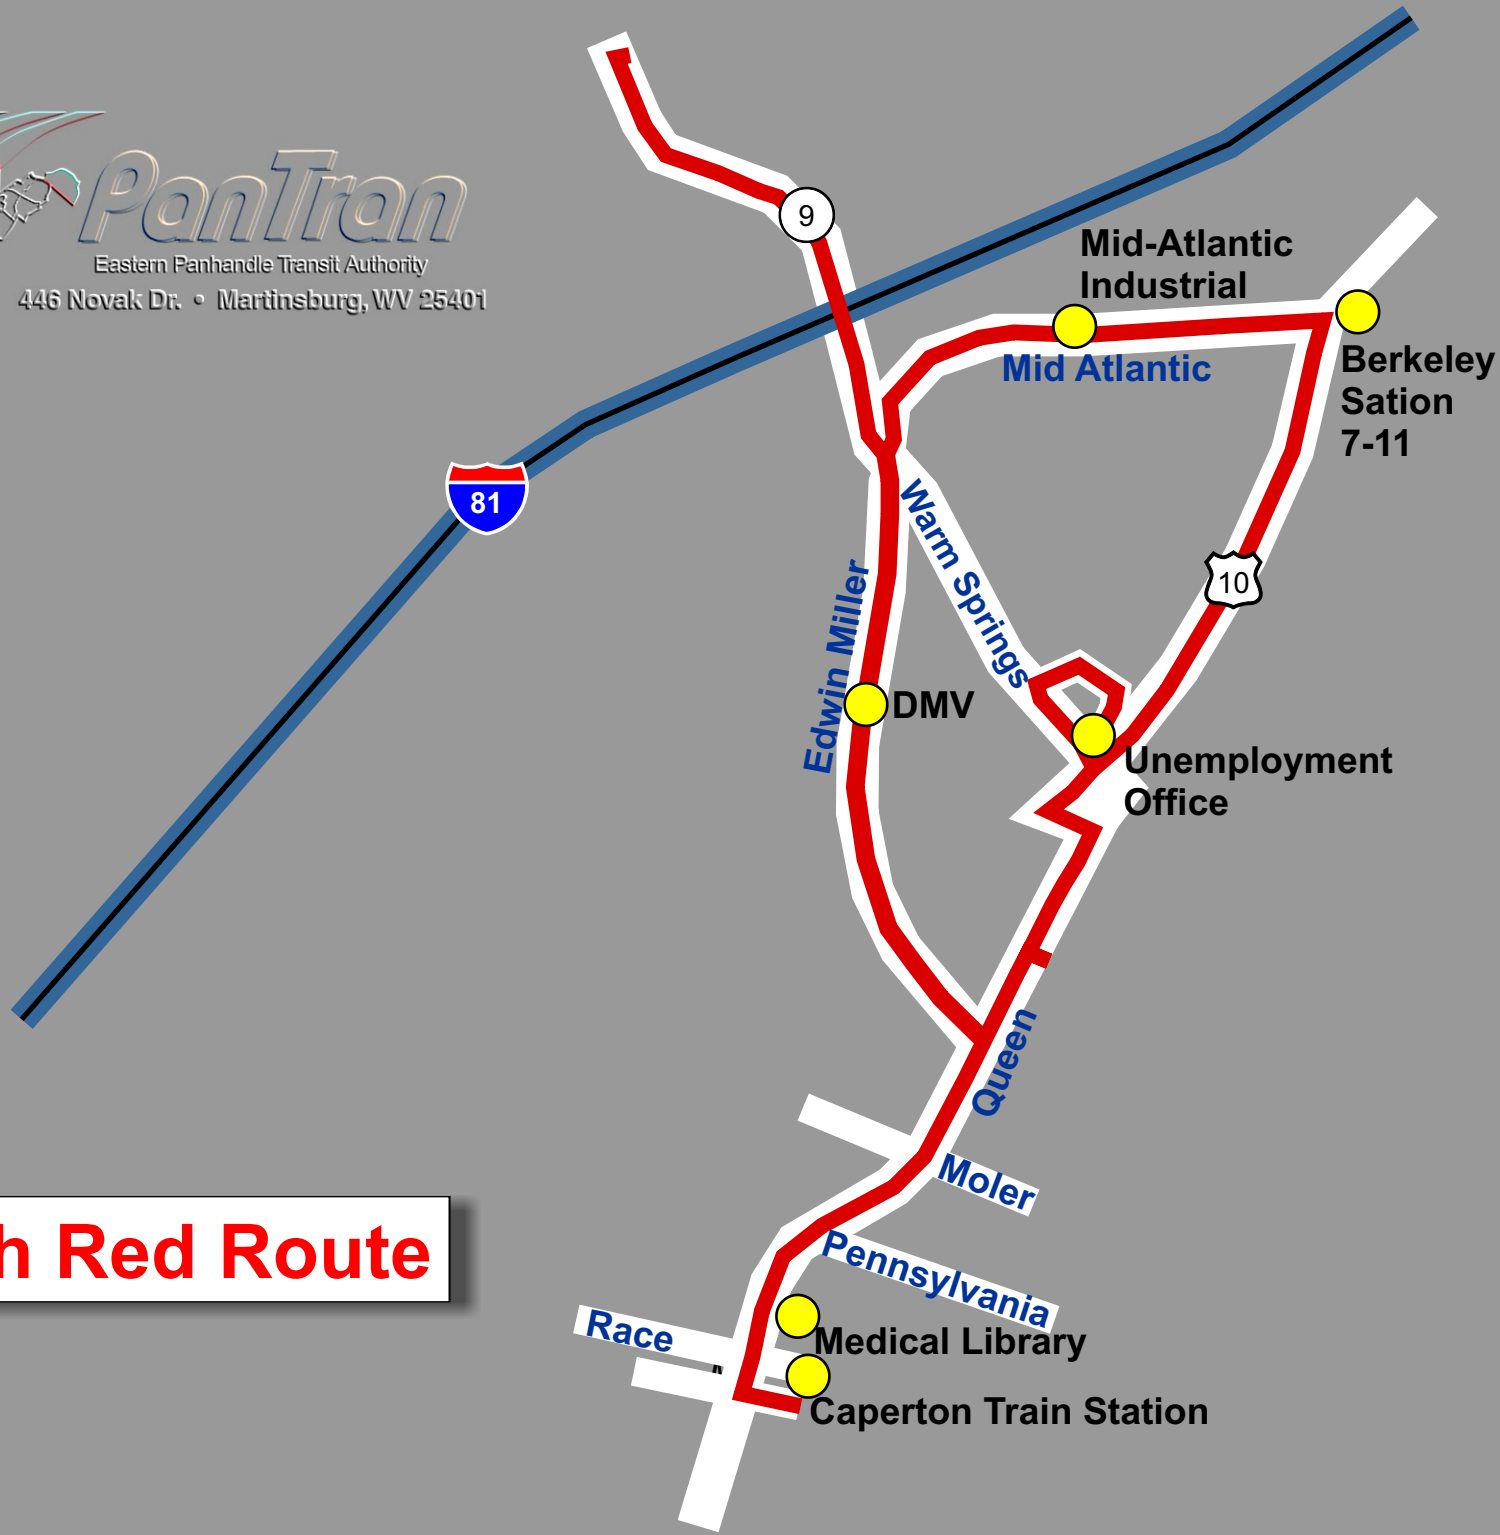 PanTran
Eastern Panhandle Transit Authority
446 Novak Dr. • Martinsburg, WV 25401
9
Mid-Atlantic
Industrial
Mid Atlantic
Berkeley
Sation
7-11
81
Warm Springs
10
Edwin Miller
DMV
Unemployment
Office
Queen
Moler
h Red Route
Pennsylvania
Race
Medical Library
Caperton Train Station